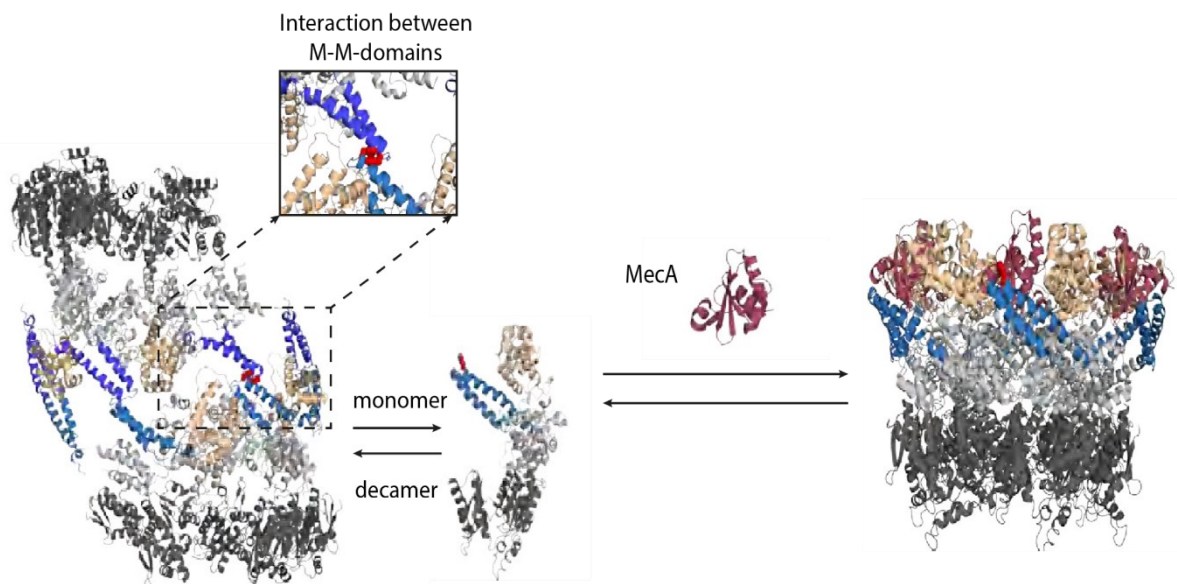 Interaction between
M-M-domains
MecA
monomer
decamer